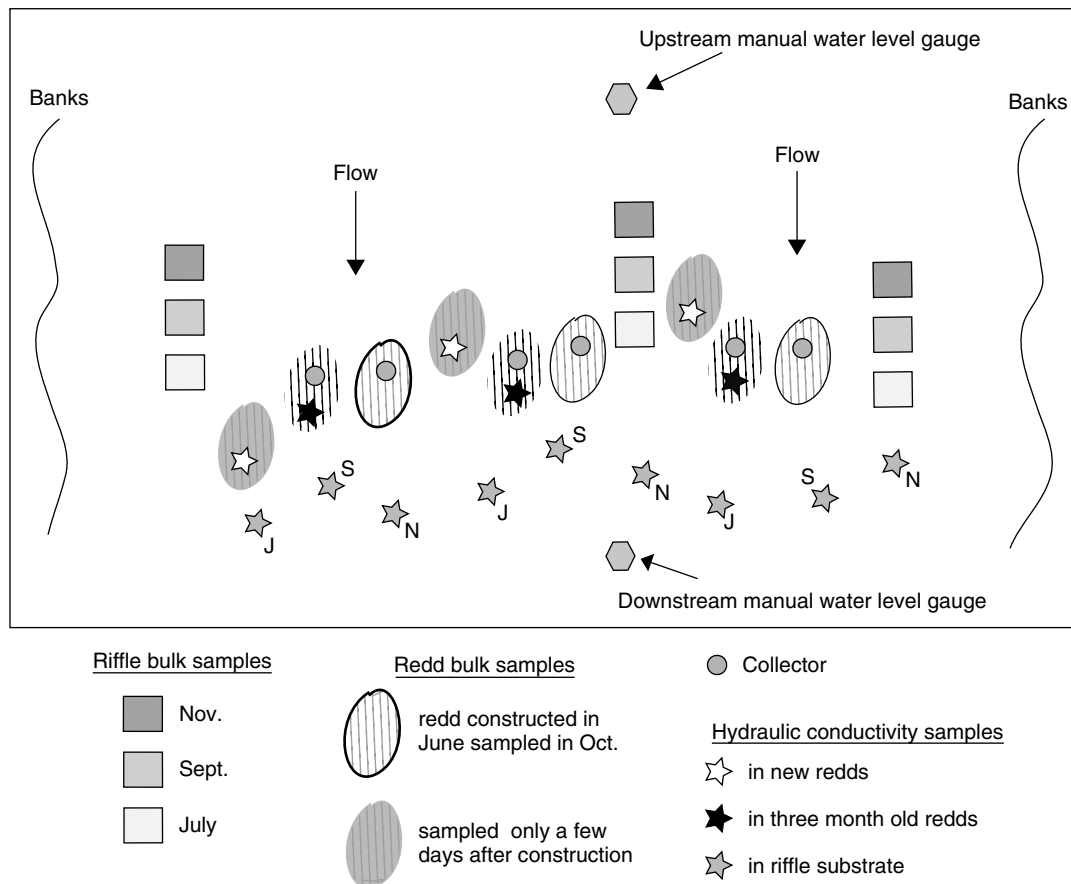 Upstream manual water level gauge
Banks
Banks
Flow
Flow
S
S
N
N
N
J
J
J
Downstream manual water level gauge
Riffle bulk samples
Nov.
Sept.
July
Redd bulk samples
redd constructed in
June sampled in Oct.
sampled only a few
days after construction
Collector
Hydraulic conductivity samples
in new redds
in three month old redds
in riffle substrate